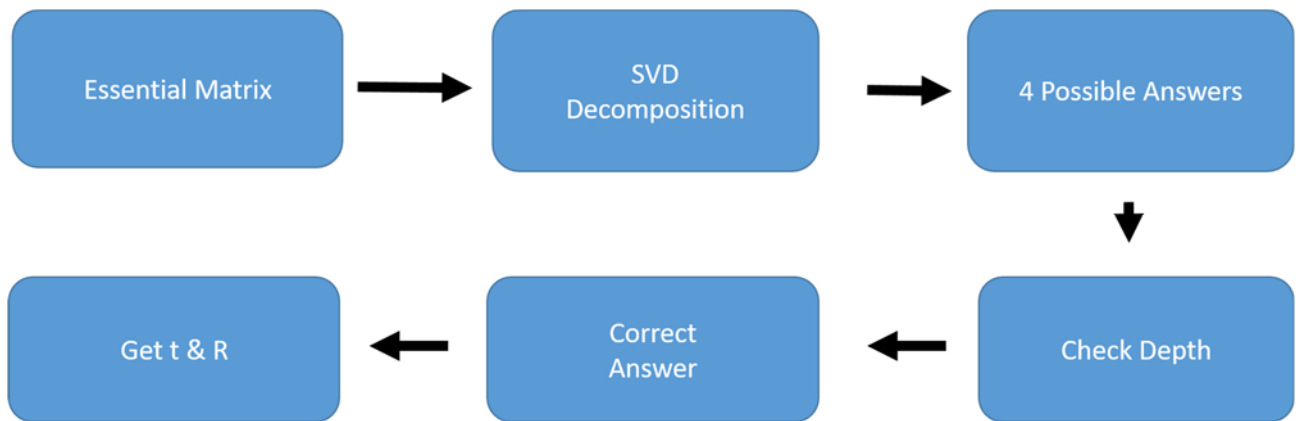 Essential Matrix
SVD
Decomposition
4 Possible Answers
Check Depth
Correct
Answer
Get t & R